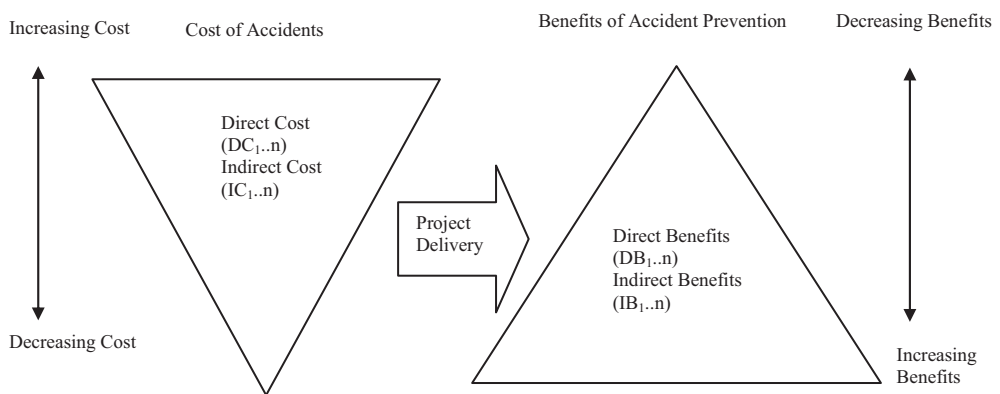 Increasing Cost
Cost of Accidents
Benefits of Accident Prevention
Decreasing Benefits
Direct Cost
(DC₁..n)
Indirect Cost
(IC₁..n)
Project
Delivery
Direct Benefits
(DB₁..n)
Indirect Benefits
(IB₁..n)
Decreasing Cost
Increasing
Benefits